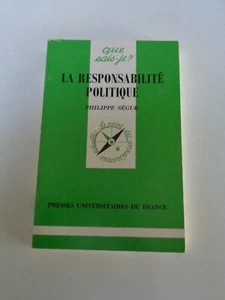 que
sais-je?
LA RESPONSABILITÉ
POLITIQUE
PHILIPPE SÉGUR
PRESSES UNIVERSITAIRES DE FRANCE